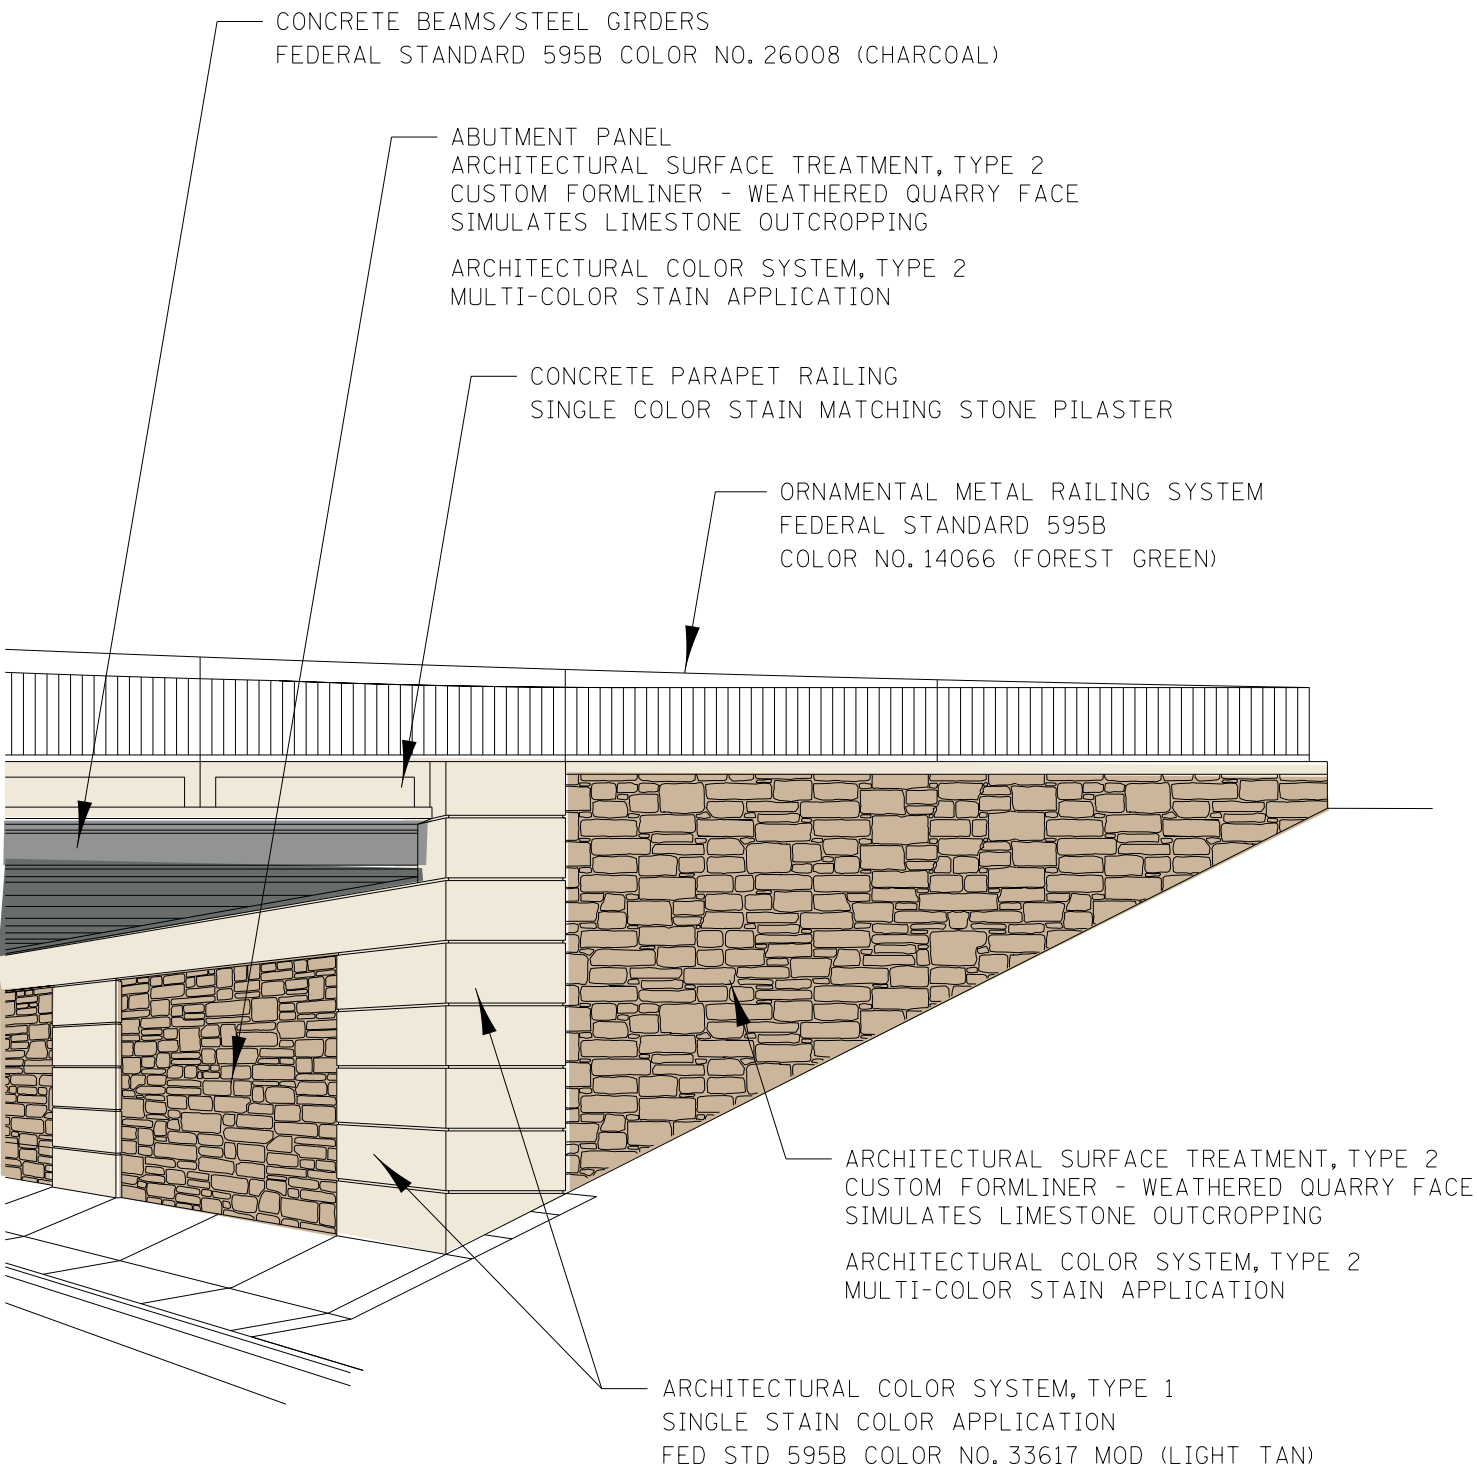 CONCRETE BEAMS/STEEL GIRDERS
FEDERAL STANDARD 595B COLOR NO. 26008 (CHARCOAL)
ABUTMENT PANEL
ARCHITECTURAL SURFACE TREATMENT, TYPE 2
CUSTOM FORMLINER - WEATHERED QUARRY FACE
SIMULATES LIMESTONE OUTCROPPING
ARCHITECTURAL COLOR SYSTEM, TYPE 2
MULTI-COLOR STAIN APPLICATION
CONCRETE PARAPET RAILING
SINGLE COLOR STAIN MATCHING STONE PILASTER
ORNAMENTAL METAL RAILING SYSTEM
FEDERAL STANDARD 595B
COLOR NO. 14066 (FOREST GREEN)
ARCHITECTURAL SURFACE TREATMENT, TYPE 2
CUSTOM FORMLINER - WEATHERED QUARRY FACE
SIMULATES LIMESTONE OUTCROPPING
ARCHITECTURAL COLOR SYSTEM, TYPE 2
MULTI-COLOR STAIN APPLICATION
ARCHITECTURAL COLOR SYSTEM, TYPE 1
SINGLE STAIN COLOR APPLICATION
FED STD 595B COLOR NO. 33617 MOD (LIGHT TAN)